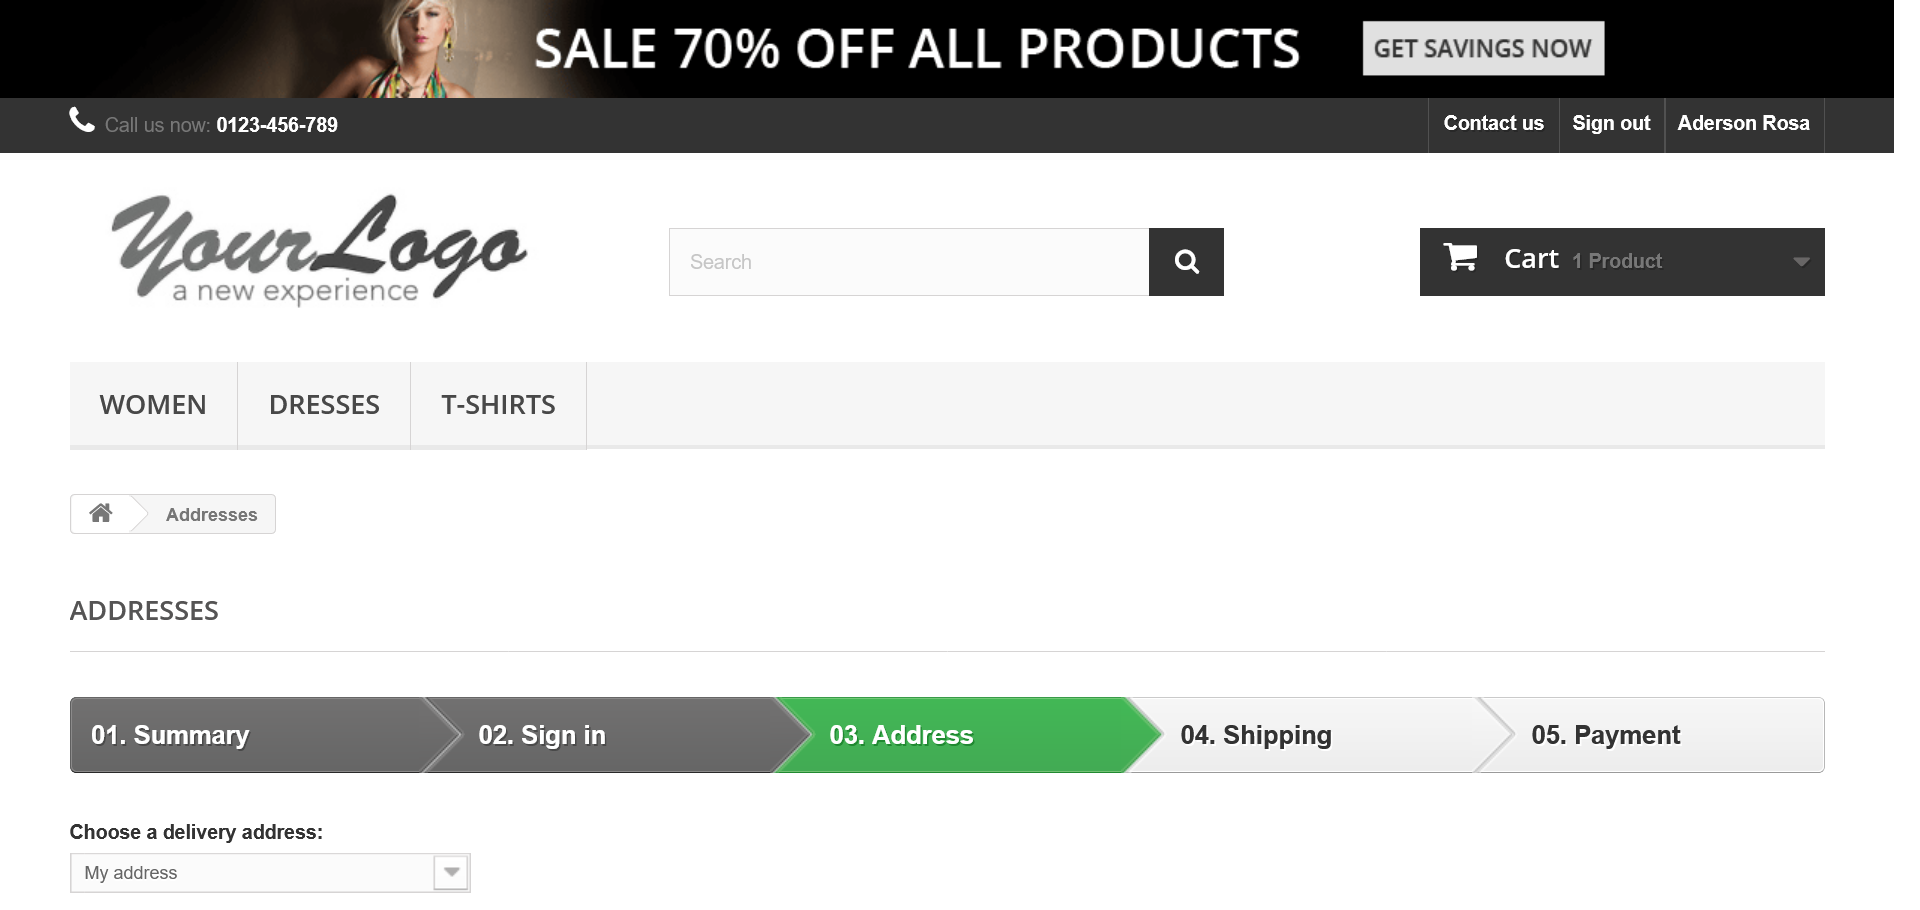 SALE 70% OFF ALL PRODUCTS GET SAVINGS NOW
Call us now: 0123-456-789 Contact us Sign out Aderson Rosa
YourLogo
a new experience
Search
Cart 1 Product
WOMEN DRESSES T-SHIRTS
Addresses
ADDRESSES
01. Summary 02. Sign in 03. Address 04. Shipping 05. Payment
Choose a delivery address:
My address